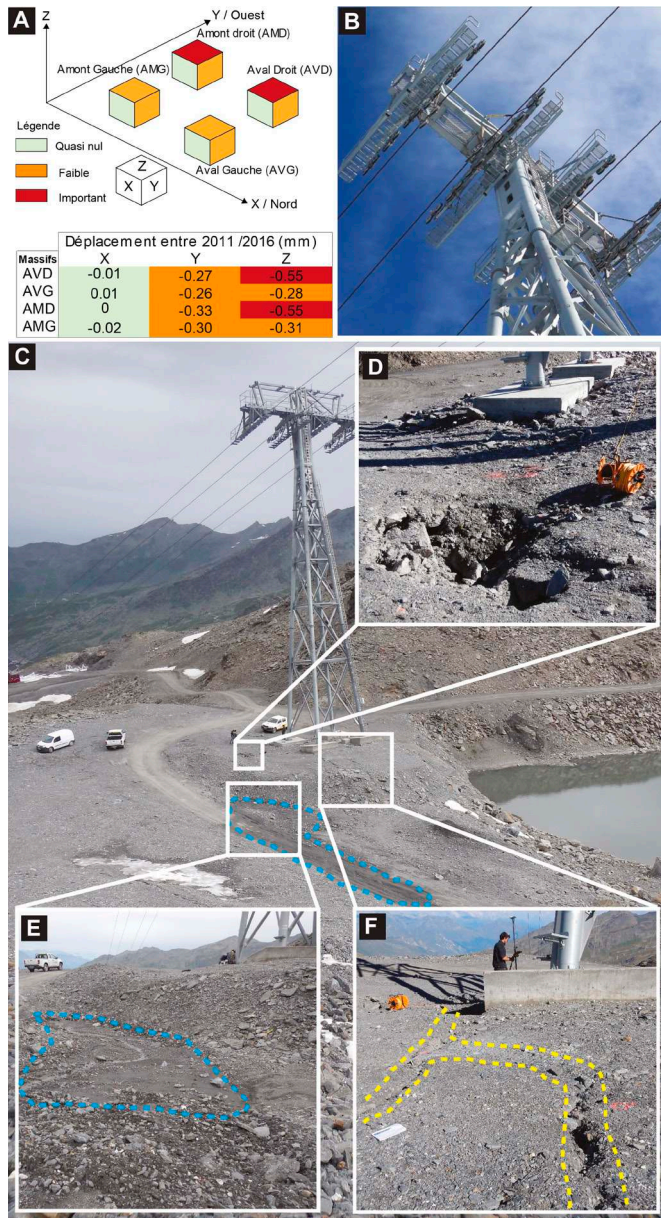 A
Z
Y / Ouest
Amont droit (AMD)
Amont Gauche (AMG)
Aval Droit (AVD)
Légende
Quasi nul
Faible
Important
Z
X
Y
Aval Gauche (AVG)
X / Nord
Déplacement entre 2011 /2016 (mm)
Massifs X Y Z
AVD -0.01 -0.27 -0.55
AVG 0.01 -0.26 -0.28
AMD 0 -0.33 -0.55
AMG -0.02 -0.30 -0.31
B
C
D
E
F